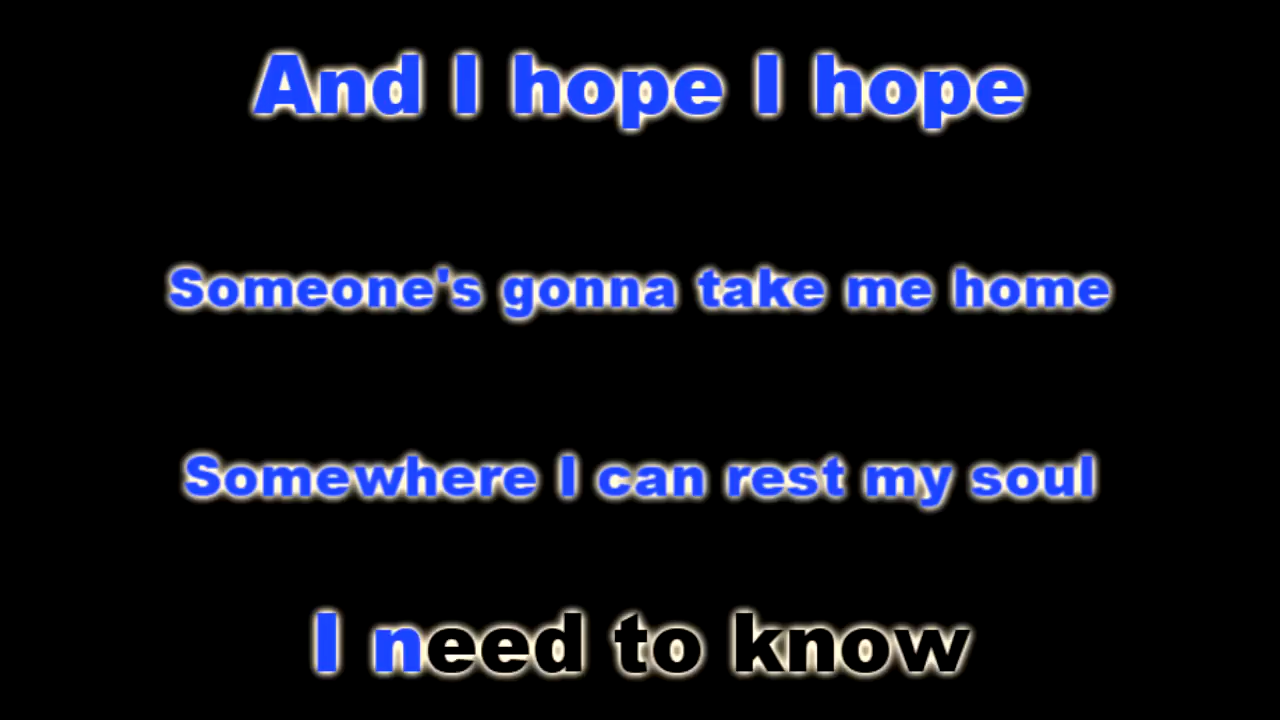 And I hope I hope
Someone's gonna take me home
Somewhere I can rest my soul
I need to know